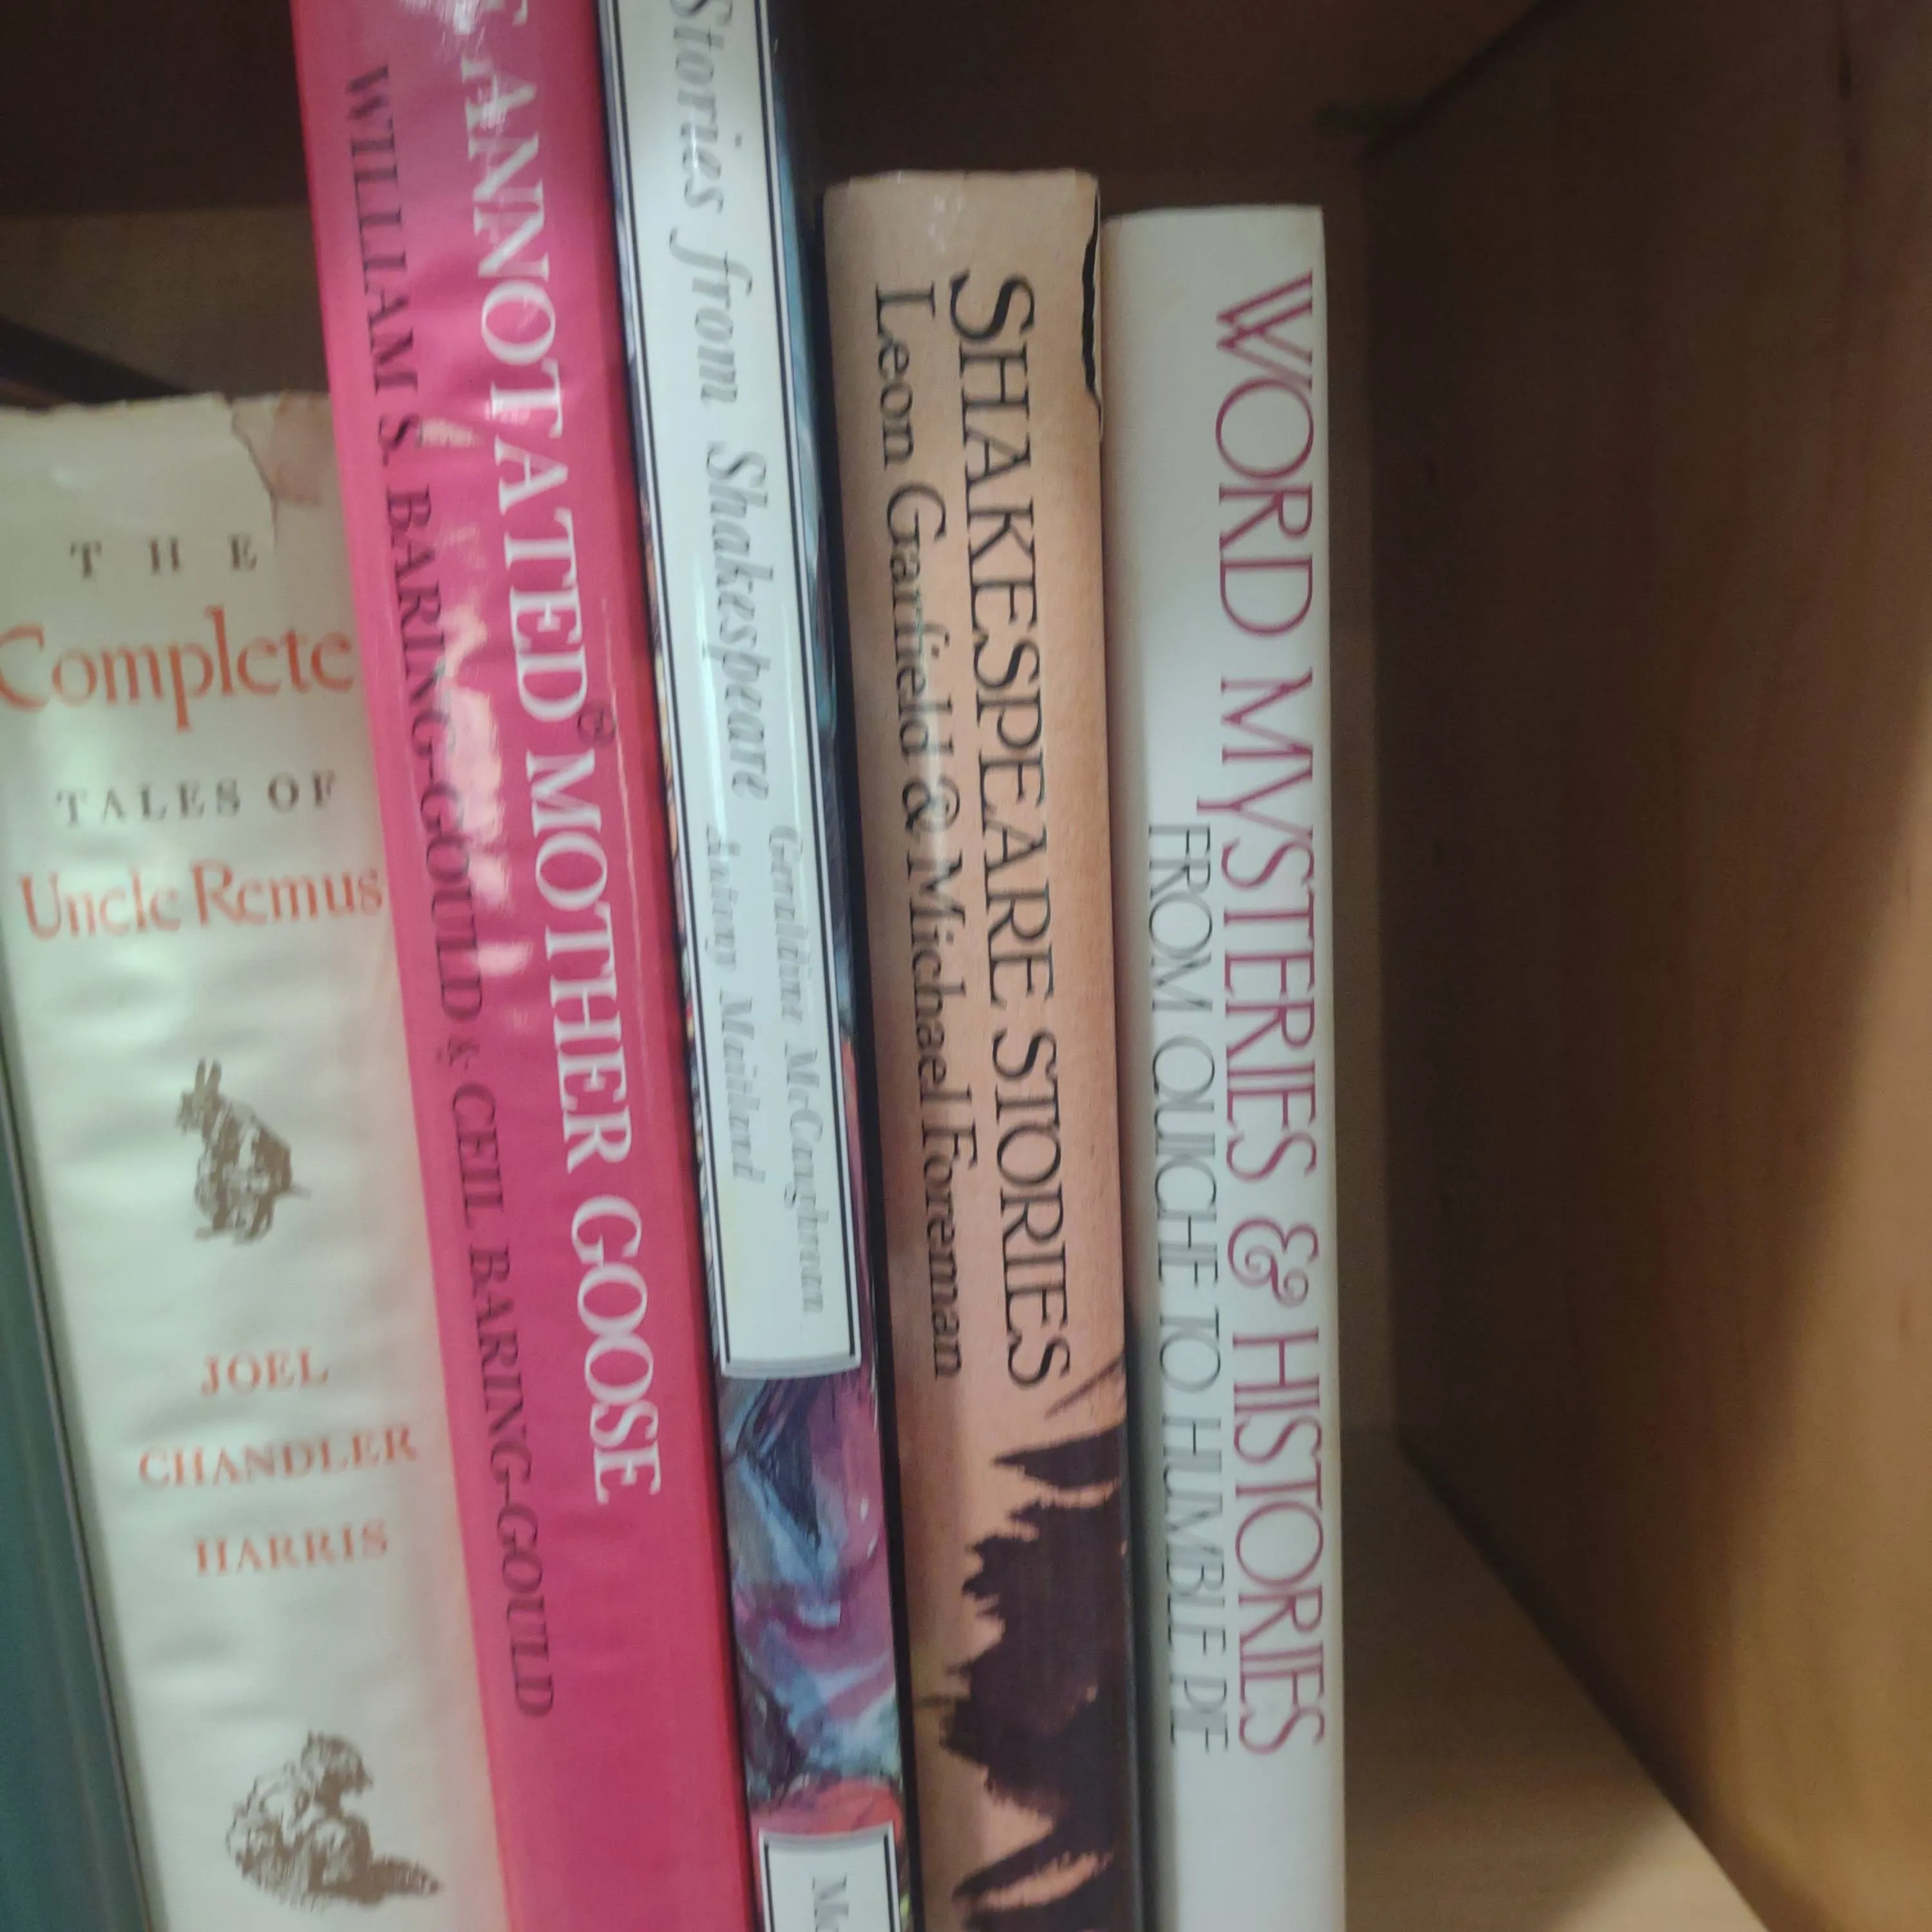 THE
Complete
TALES OF
Uncle Remus
JOEL
CHANDLER
HARRIS
ANNOTATED® MOTHER GOOSE
WILLIAM S. BARING-GOULD & CEIL BARING-GOULD
Stories from Shakespeare
Geraldine McCaughrean
Antony Maitland
SHAKESPEARE STORIES
Leon Garfield & Michael Foreman
WORD MYSTERIES & HISTORIES
FROM QUICHE TO HUMBLE PIE